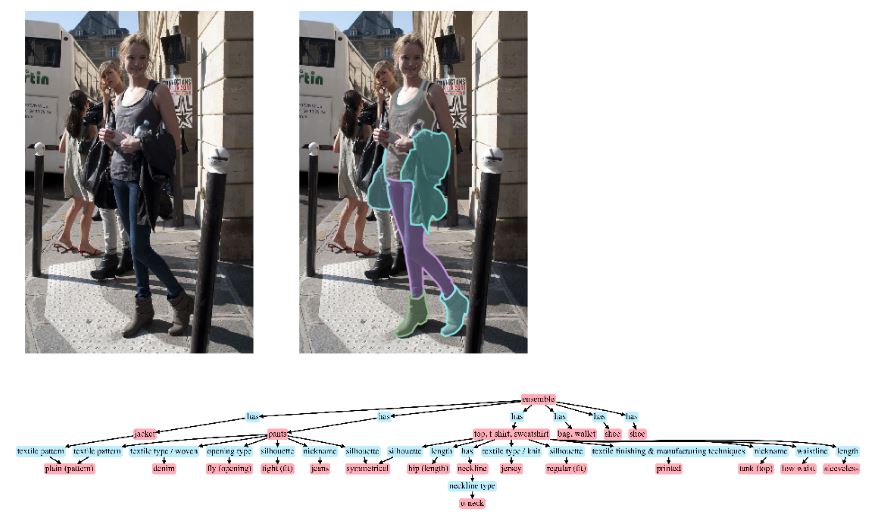 rtin
rtin
ensemble
has has has has has has
jacket pants top, t-shirt, sweatshirt bag, wallet shoe shoe
textile pattern textile pattern textile type / woven opening type silhouette nickname silhouette silhouette length has textile type / knit silhouette textile finishing & manufacturing techniques nickname waistline length
plain (pattern) denim fly (opening) tight (fit) jeans symmetrical hip (length) neckline jersey regular (fit) printed tank (top) low waist sleeveless
neckline type
u-neck